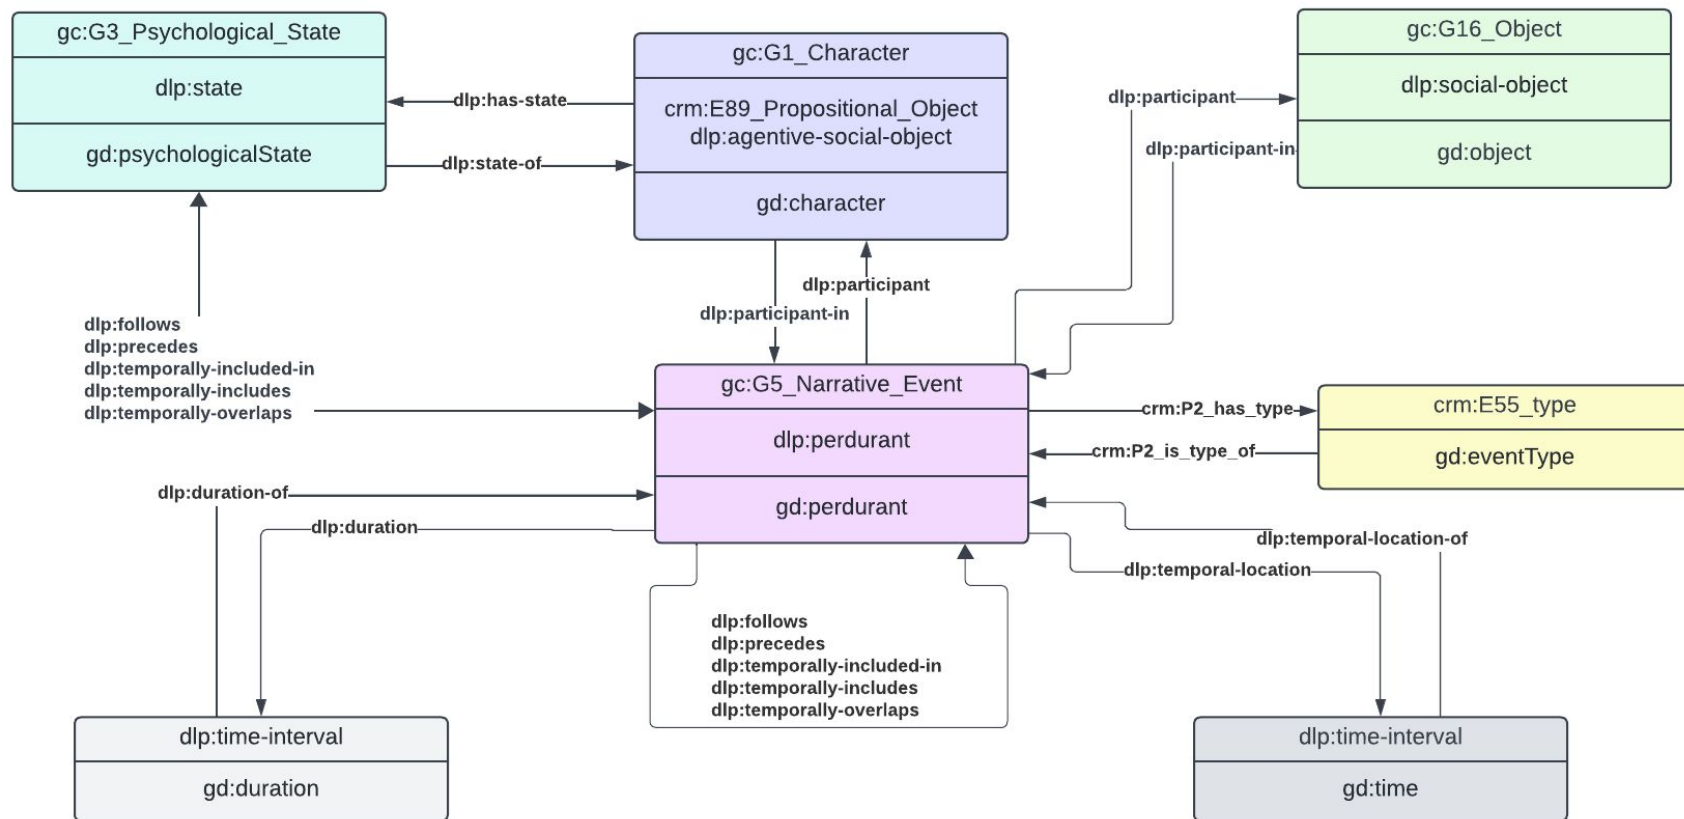 gc:G3_Psychological_State
dlp:state
gd:psychologicalState
dlp:has-state
dlp:state-of
gc:G1_Character
crm:E89_Propositional_Object
dlp:agentive-social-object
gd:character
gc:G16_Object
dlp:social-object
gd:object
dlp:participant
dlp:participant-in
dlp:participant
dlp:participant-in
dlp:follows
dlp:precedes
dlp:temporally-included-in
dlp:temporally-includes
dlp:temporally-overlaps
gc:G5_Narrative_Event
dlp:perdurant
gd:perdurant
crm:P2_has_type
crm:P2_is_type_of
crm:E55_type
gd:eventType
dlp:duration-of
dlp:duration
dlp:temporal-location-of
dlp:temporal-location
dlp:follows
dlp:precedes
dlp:temporally-included-in
dlp:temporally-includes
dlp:temporally-overlaps
dlp:time-interval
gd:duration
dlp:time-interval
gd:time